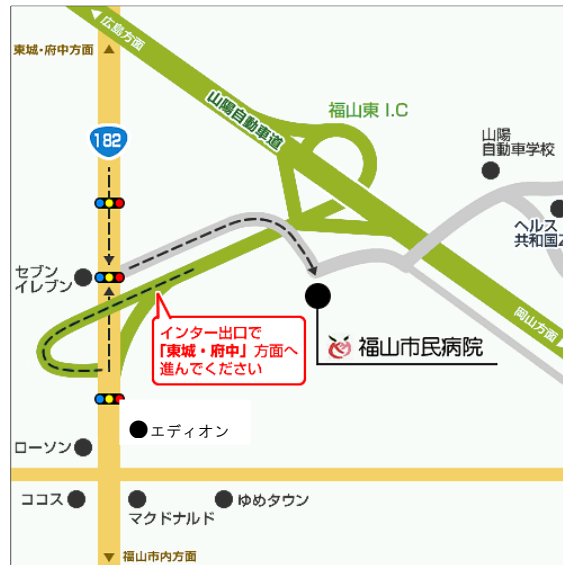 広島方面
東城・府中方面
山陽自動車道
福山東 I.C
182
山陽
自動車学校
ヘルス
共和国
セブン
イレブン
インター出口で
「東城・府中」方面へ
進んでください
福山市民病院
岡山方面
エディオン
ローソン
ココス
マクドナルド
ゆめタウン
福山市内方面